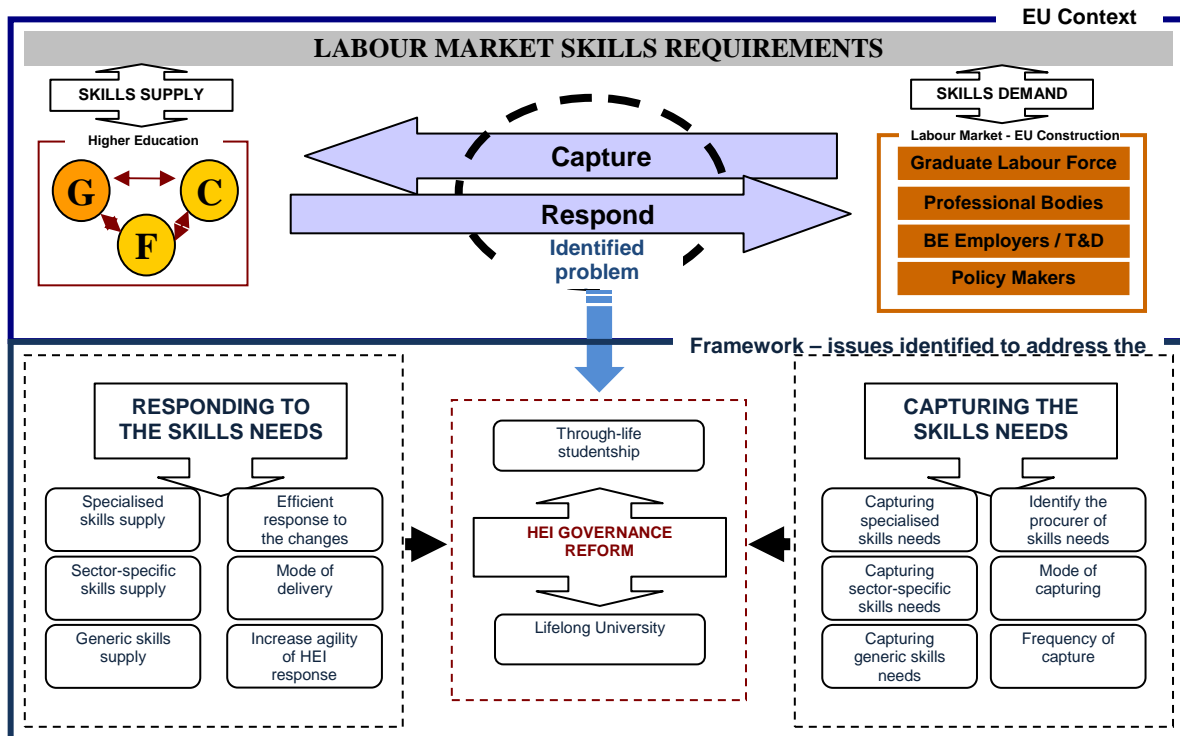 EU Context
LABOUR MARKET SKILLS REQUIREMENTS
SKILLS SUPPLY
SKILLS DEMAND
Higher Education
G
C
F
Capture
Respond
Identified
problem
Labour Market - EU Construction
Graduate Labour Force
Professional Bodies
BE Employers / T&D
Policy Makers
Framework – issues identified to address the
RESPONDING TO
THE SKILLS NEEDS
Specialised
skills supply
Efficient
response to
the changes
Sector-specific
skills supply
Mode of
delivery
Generic skills
supply
Increase agility
of HEI
response
Through-life
studentship
HEI GOVERNANCE
REFORM
Lifelong University
CAPTURING THE
SKILLS NEEDS
Capturing
specialised
skills needs
Identify the
procurer of
skills needs
Capturing
sector-specific
skills needs
Mode of
capturing
Capturing
generic skills
needs
Frequency of
capture